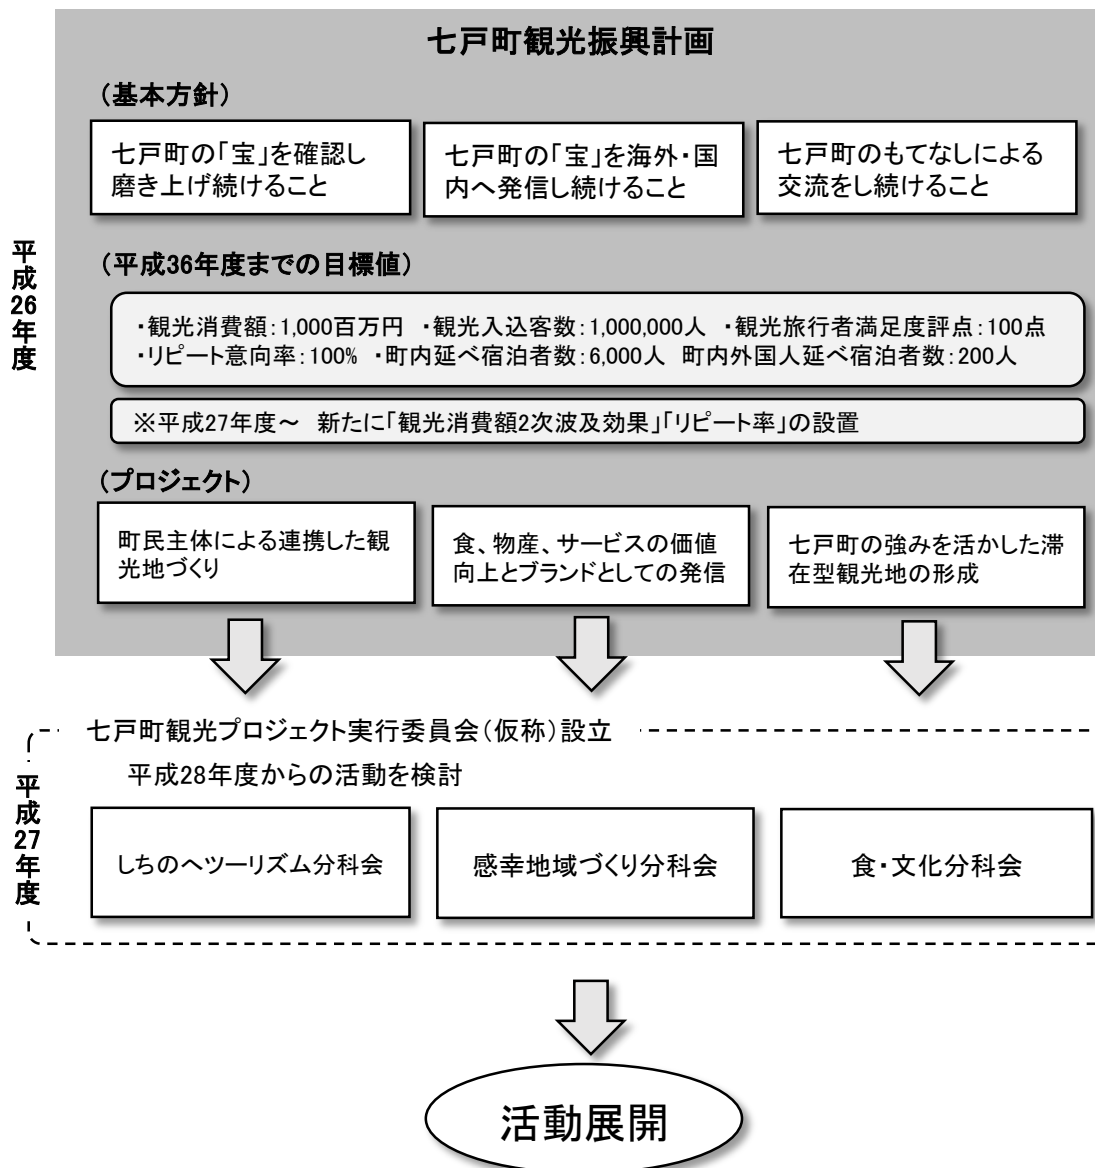 七戸町観光振興計画
（基本方針）
七戸町の「宝」を確認し
磨き上げ続けること
七戸町の「宝」を海外・国
内へ発信し続けること
七戸町のもてなしによる
交流をし続けること
平成26年度
（平成36年度までの目標値）
・観光消費額：1,000百万円 ・観光入込客数：1,000,000人 ・観光旅行者満足度評点：100点
・リピート意向率：100% ・町内延べ宿泊者数：6,000人 町内外国人延べ宿泊者数：200人
※平成27年度～ 新たに「観光消費額2次波及効果」「リピート率」の設置
（プロジェクト）
町民主体による連携した観
光地づくり
食、物産、サービスの価値
向上とブランドとしての発信
七戸町の強みを活かした滞
在型観光地の形成
七戸町観光プロジェクト実行委員会（仮称）設立
平成28年度からの活動を検討
平成27年度
しちのへツーリズム分科会
感幸地域づくり分科会
食・文化分科会
活動展開